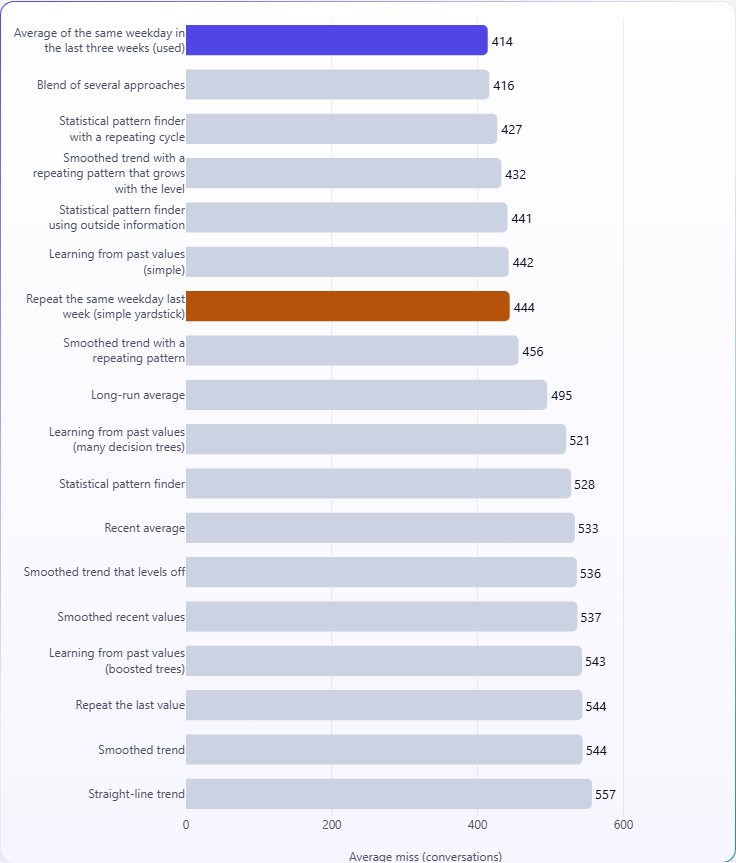 Average of the same weekday in
the last three weeks (used)
414
Blend of several approaches
416
Statistical pattern finder
with a repeating cycle
427
Smoothed trend with a
repeating pattern that grows
with the level
432
Statistical pattern finder
using outside information
441
Learning from past values
(simple)
442
Repeat the same weekday last
week (simple yardstick)
444
Smoothed trend with a
repeating pattern
456
Long-run average
495
Learning from past values
(many decision trees)
521
Statistical pattern finder
528
Recent average
533
Smoothed trend that levels off
536
Smoothed recent values
537
Learning from past values
(boosted trees)
543
Repeat the last value
544
Smoothed trend
544
Straight-line trend
557
0 200 400 600
Average miss (conversations)